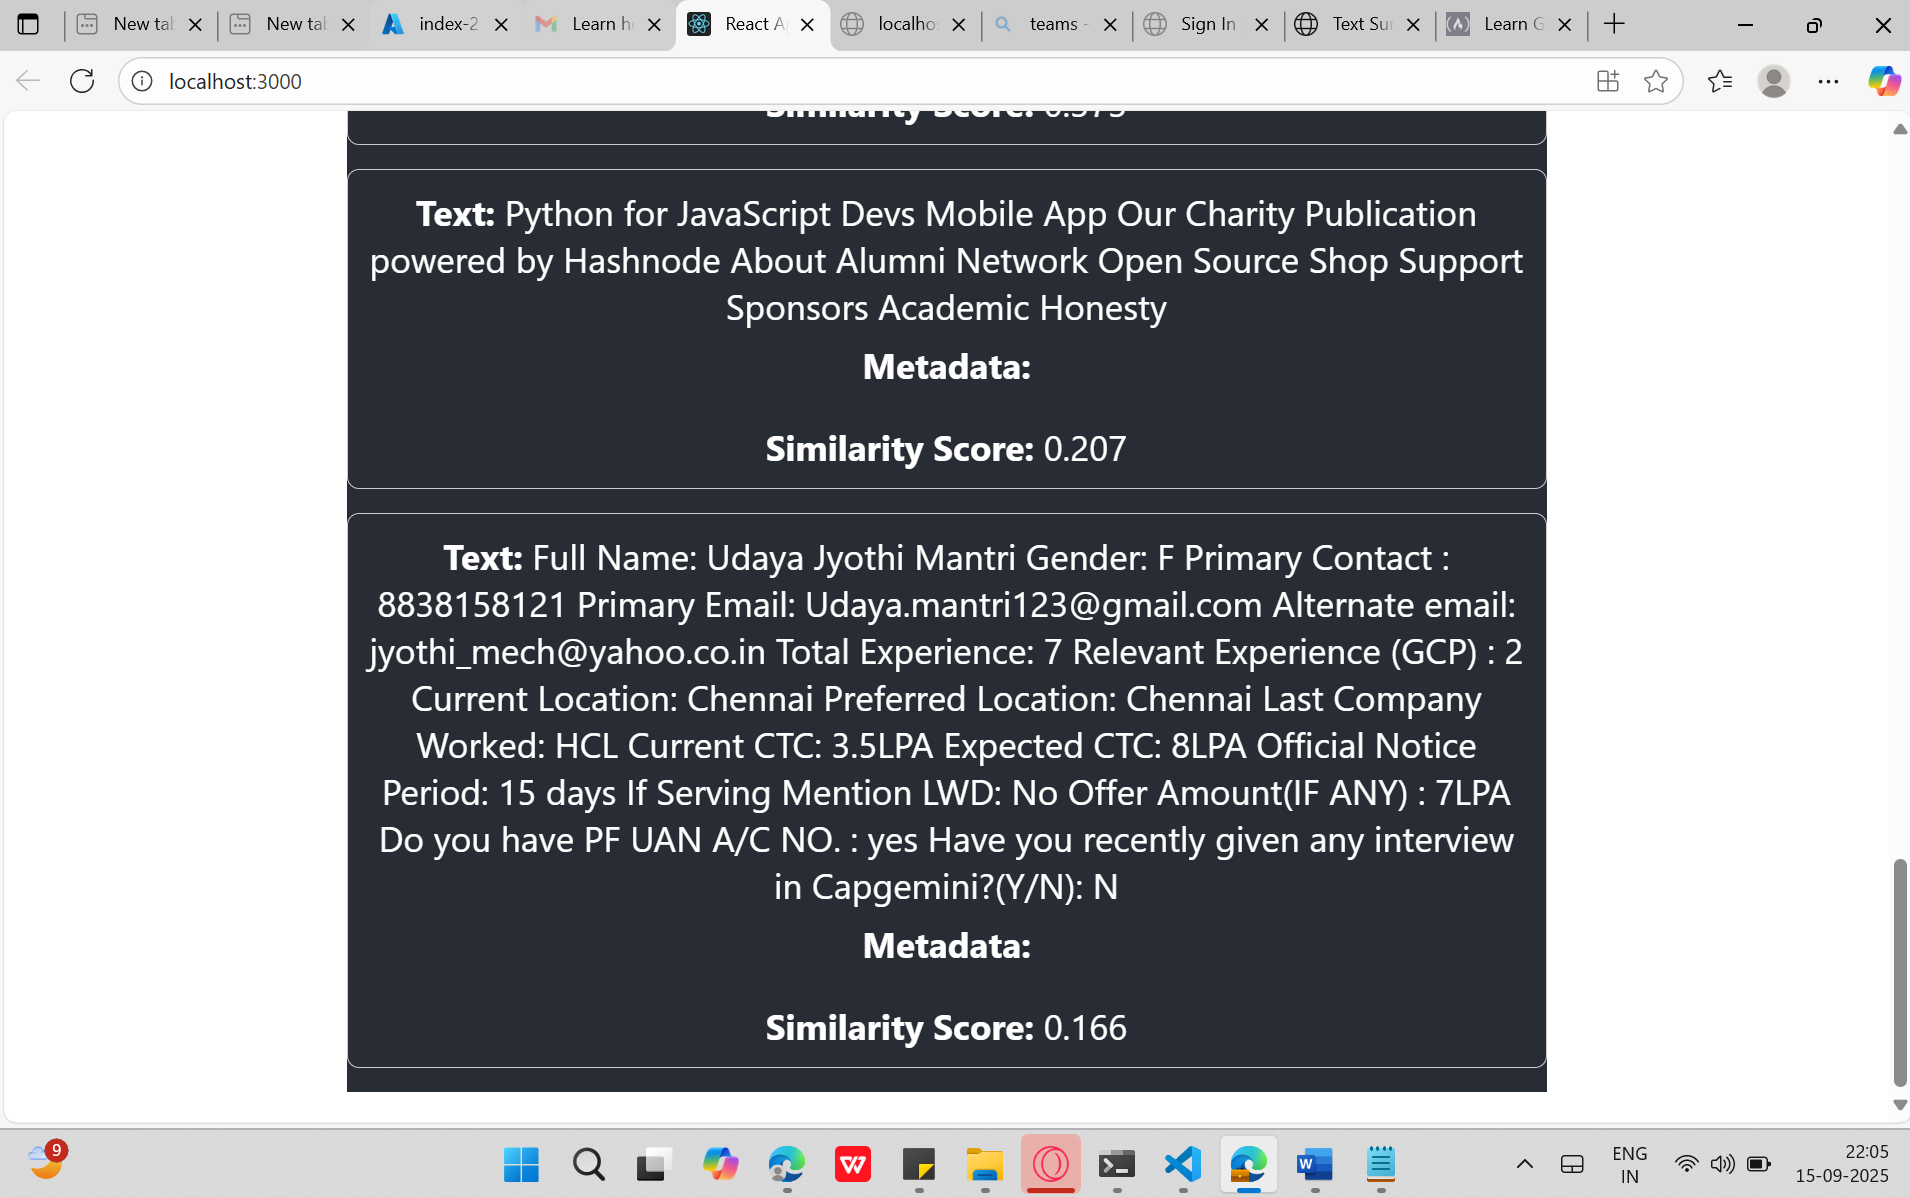 New tab
New tab
index-2
Learn h
React A
localho
teams -
Sign In
Text Su
Learn G
localhost:3000
Similarity Score: 0.373
Text: Python for JavaScript Devs Mobile App Our Charity Publication
powered by Hashnode About Alumni Network Open Source Shop Support
Sponsors Academic Honesty
Metadata:
Similarity Score: 0.207
Text: Full Name: Udaya Jyothi Mantri Gender: F Primary Contact :
8838158121 Primary Email: Udaya.mantri123@gmail.com Alternate email:
jyothi_mech@yahoo.co.in Total Experience: 7 Relevant Experience (GCP) : 2
Current Location: Chennai Preferred Location: Chennai Last Company
Worked: HCL Current CTC: 3.5LPA Expected CTC: 8LPA Official Notice
Period: 15 days If Serving Mention LWD: No Offer Amount(IF ANY) : 7LPA
Do you have PF UAN A/C NO. : yes Have you recently given any interview
in Capgemini?(Y/N): N
Metadata:
Similarity Score: 0.166
9
ENG
IN
22:05
15-09-2025